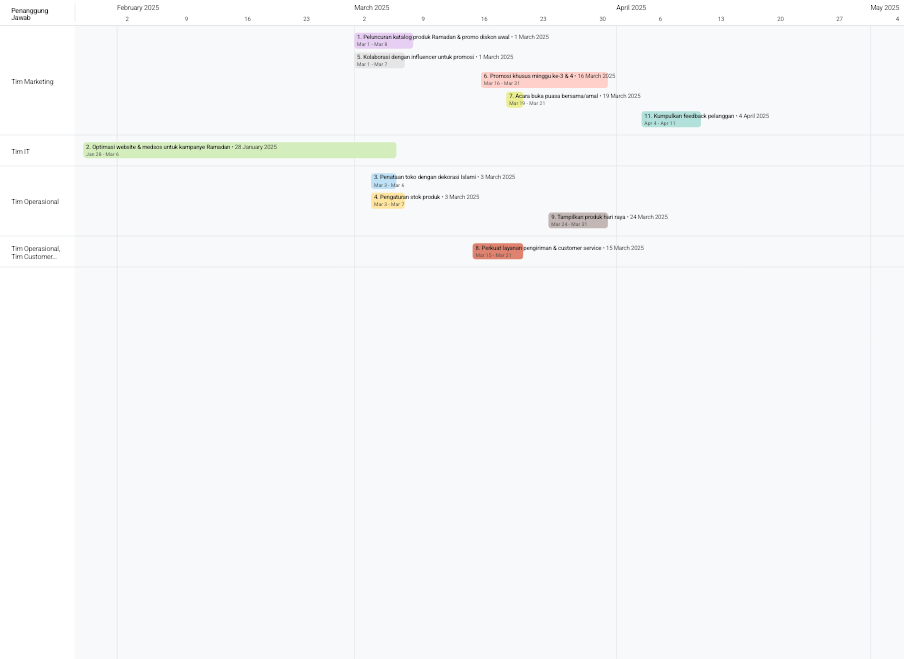 Penanggung
Jawab
February 2025
March 2025
April 2025
May 2025
2 9 16 23 2 9 16 23 30 6 13 20 27 4
Tim Marketing
1. Peluncuran katalog produk Ramadan & promo diskon awal • 1 March 2025
Mar 1 - Mar 8
5. Kolaborasi dengan influencer untuk promosi • 1 March 2025
Mar 1 - Mar 7
6. Promosi khusus minggu ke-3 & 4 • 16 March 2025
Mar 16 - Mar 31
7. Acara buka puasa bersama/amal • 19 March 2025
Mar 19 - Mar 21
11. Kumpulkan feedback pelanggan • 4 April 2025
Apr 4 - Apr 11
Tim IT
2. Optimasi website & medsos untuk kampanye Ramadan • 28 January 2025
Jan 28 - Mar 6
Tim Operasional
3. Penataan toko dengan dekorasi Islami • 3 March 2025
Mar 3 - Mar 6
4. Pengaturan stok produk • 3 March 2025
Mar 3 - Mar 7
9. Tampilkan produk hari raya • 24 March 2025
Mar 24 - Mar 31
Tim Operasional,
Tim Customer...
8. Perkuat layanan pengiriman & customer service • 15 March 2025
Mar 15 - Mar 21